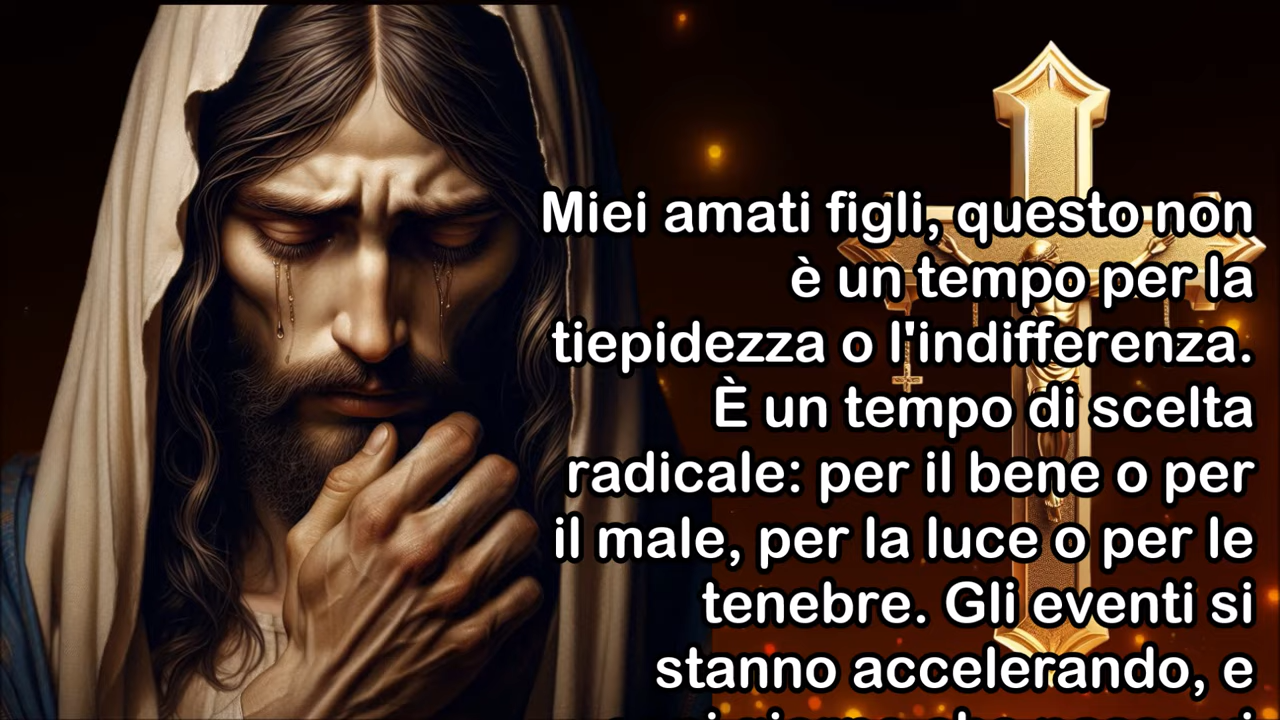 Miei amati figli, questo non
è un tempo per la
tiepidezza o l'indifferenza.
È un tempo di scelta
radicale: per il bene o per
il male, per la luce o per le
tenebre. Gli eventi si
stanno accelerando, e